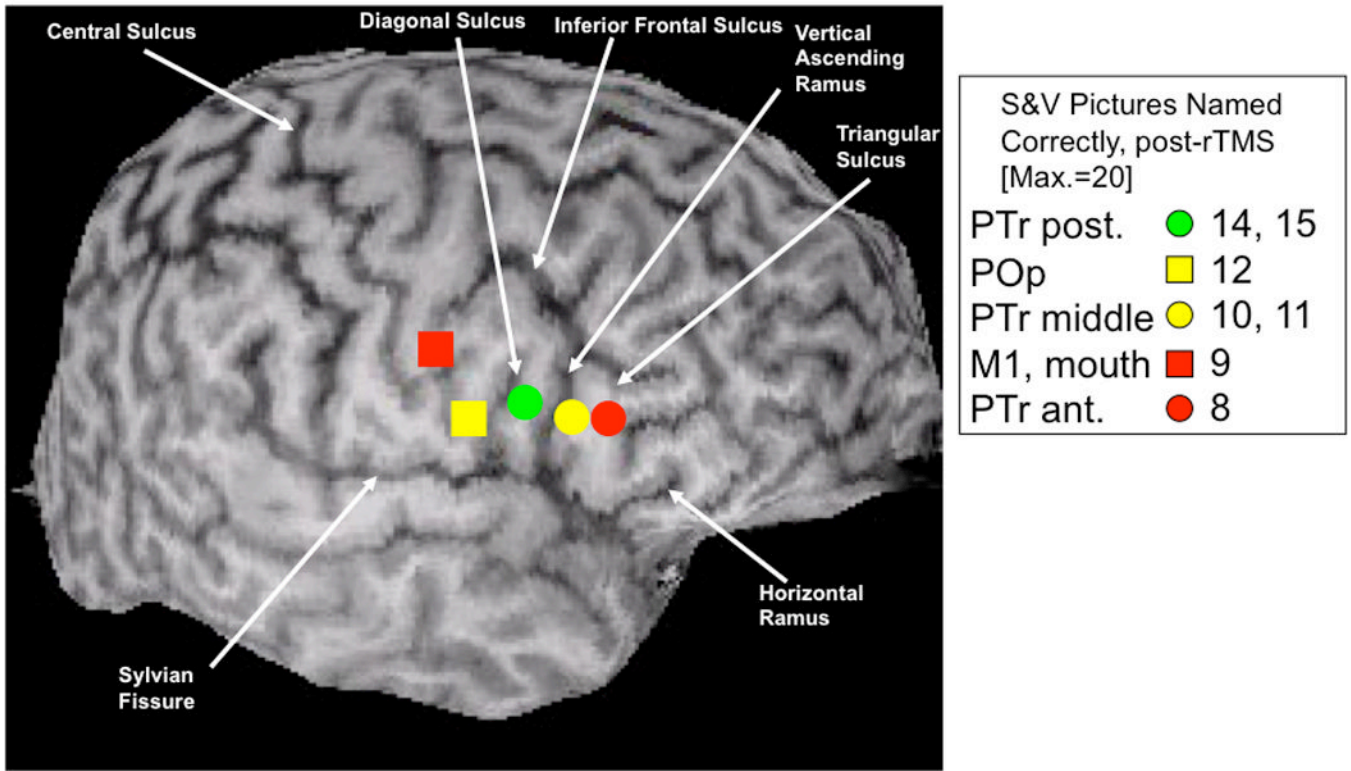 Central Sulcus
Diagonal Sulcus
Inferior Frontal Sulcus
Vertical
Ascending
Ramus
Triangular
Sulcus
Horizontal
Ramus
Sylvian
Fissure
S&V Pictures Named
Correctly, post-rTMS
[Max.=20]
PTr post. 14, 15
POp 12
PTr middle 10, 11
M1, mouth 9
PTr ant. 8